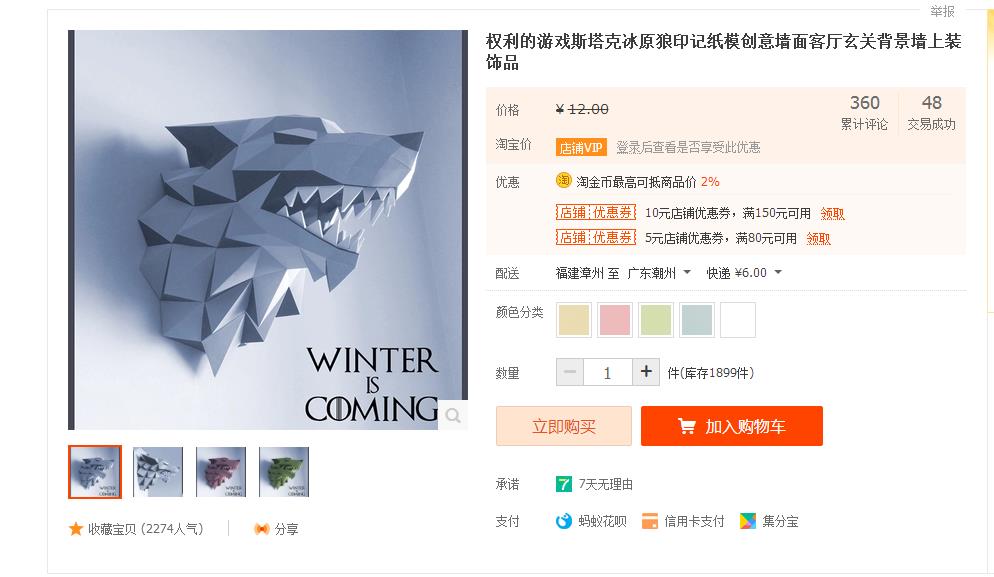 举报
权利的游戏斯塔克冰原狼印记纸模创意墙面客厅玄关背景墙上装
饰品
价格 ¥ 12.00
360 累计评论
48 交易成功
淘宝价 店铺VIP 登录后查看是否享受此优惠
优惠 淘 淘金币最高可抵商品价 2%
店铺 优惠券 10元店铺优惠券，满150元可用 领取
店铺 优惠券 5元店铺优惠券，满80元可用 领取
配送 福建漳州 至 广东潮州 快递 ¥6.00
颜色分类
数量 1 件(库存1899件)
立即购买 加入购物车
承诺 7 7天无理由
支付 蚂蚁花呗 信用卡支付 集分宝
WINTER
IS
COMING
WINTER
IS
COMING
WINTER
IS
COMING
WINTER
IS
COMING
收藏宝贝 (2274人气) 分享